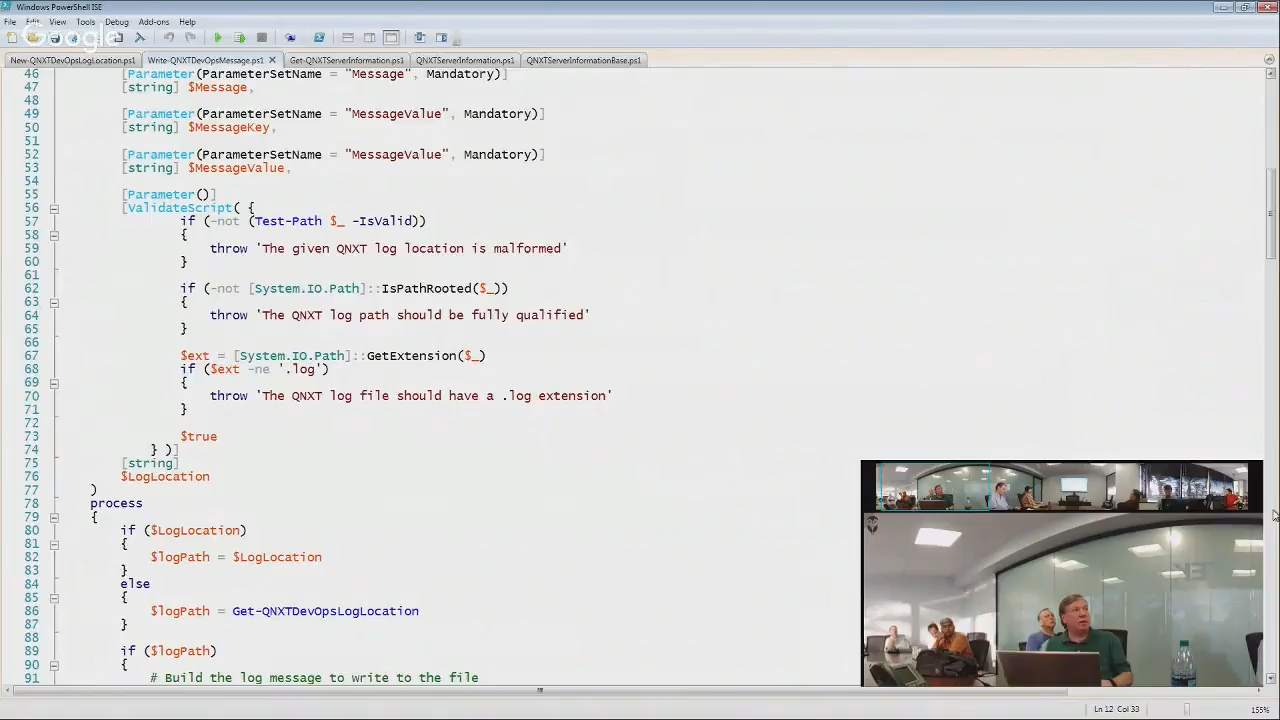 Windows PowerShell ISE
File Edit View Tools Debug Add-ons Help
Google
New-QNXTDevOpsLogLocation.ps1 Write-QNXTDevOpsMessage.ps1 X Get-QNXTServerInformation.ps1 QNXTServerInformation.ps1 QNXTServerInformationBase.ps1
46 [Parameter(ParameterSetName = "Message", Mandatory)]
47 [string] $Message,
48
49 [Parameter(ParameterSetName = "MessageValue", Mandatory)]
50 [string] $MessageKey,
51
52 [Parameter(ParameterSetName = "MessageValue", Mandatory)]
53 [string] $MessageValue,
54
55 [Parameter()]
56 [ValidateScript( {
57 if (-not (Test-Path $_ -IsValid))
58 {
59 throw 'The given QNXT log location is malformed'
60 }
61
62 if (-not [System.IO.Path]::IsPathRooted($_))
63 {
64 throw 'The QNXT log path should be fully qualified'
65 }
66
67 $ext = [System.IO.Path]::GetExtension($_)
68 if ($ext -ne '.log')
69 {
70 throw 'The QNXT log file should have a .log extension'
71 }
72
73 $true
74 } )]
75 [string]
76 $LogLocation
77 )
78 process
79 {
80 if ($LogLocation)
81 {
82 $logPath = $LogLocation
83 }
84 else
85 {
86 $logPath = Get-QNXTDevOpsLogLocation
87 }
88
89 if ($logPath)
90 {
91 # Build the log message to write to the file
Ln 12 Col 33 155%